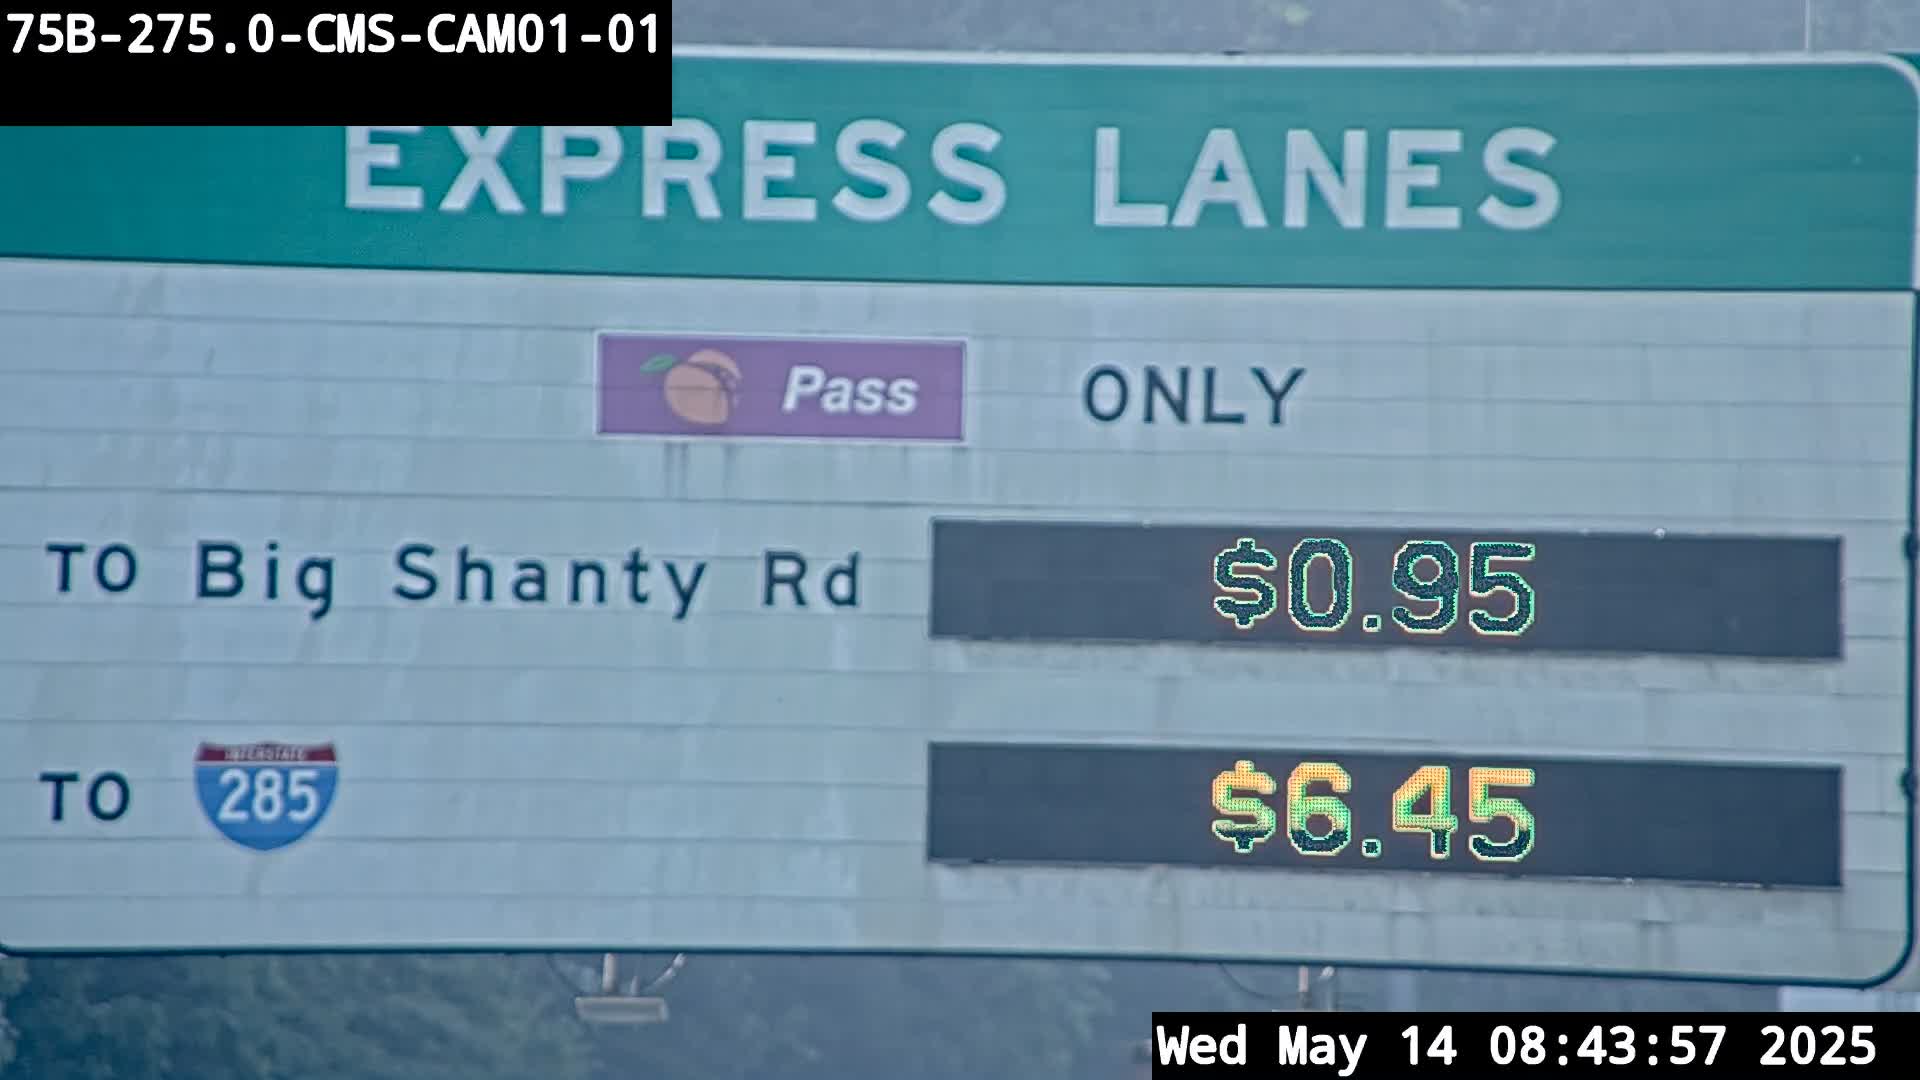 75B-275.0-CMS-CAM01-01
EXPRESS LANES
Pass ONLY
TO Big Shanty Rd $0.95
INTERSTATE
TO 285 $6.45
Wed May 14 08:43:57 2025